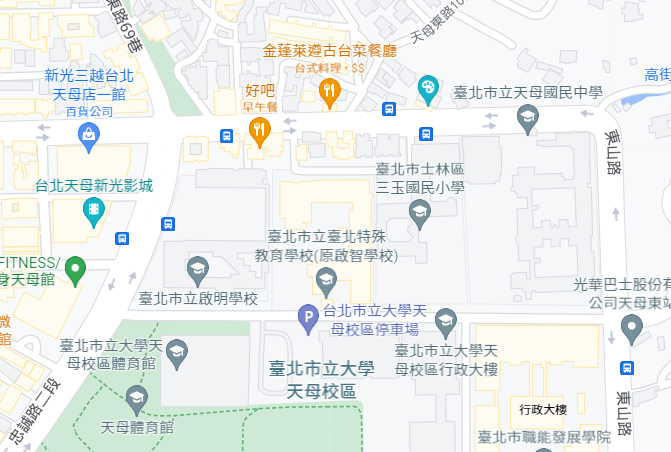 東路69巷
天母東路10
金蓬萊遵古台菜餐廳
台式料理·$$
新光三越台北
天母店一館
百貨公司
好吧
早午餐
高街
臺北市立天母國民中學
東山路
臺北市士林區
三玉國民小學
台北天母新光影城
臺北市立臺北特殊
教育學校(原啟智學校)
FITNESS/
身天母館
臺北市立啟明學校
光華巴士股份有
公司天母東站
台北市立大學天
母校區停車場
微
館
臺北市立大學天
母校區體育館
臺北市立大學天
母校區行政大樓
臺北市立大學
天母校區
忠誠路二段
天母體育館
行政大樓
東山路
臺北市職能發展學院